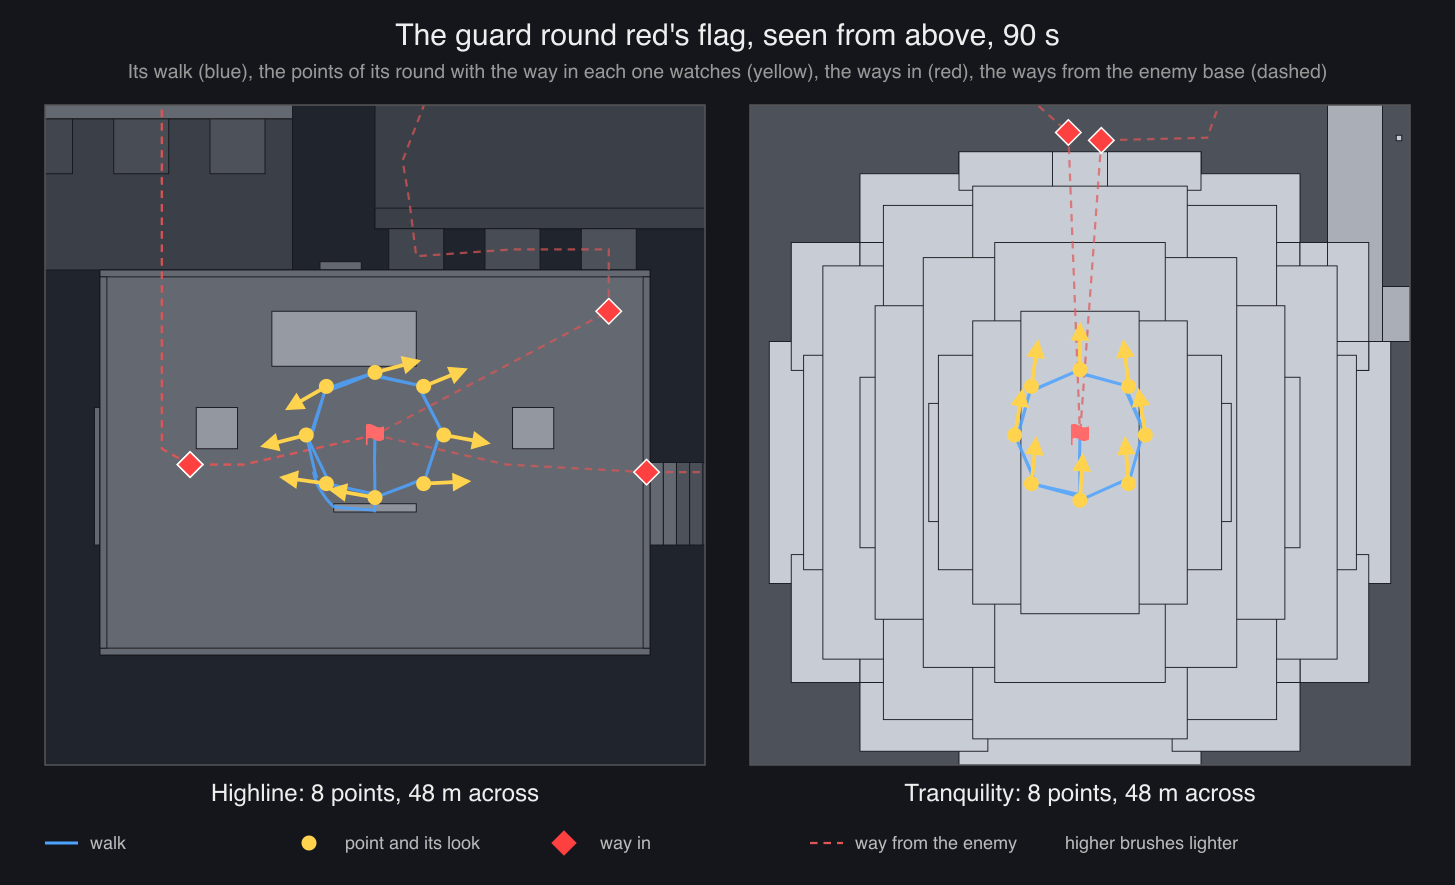 The guard round red's flag, seen from above, 90 s
Its walk (blue), the points of its round with the way in each one watches (yellow), the ways in (red), the ways from the enemy base (dashed)
Highline: 8 points, 48 m across
Tranquility: 8 points, 48 m across
walk
point and its look
way in
way from the enemy
higher brushes lighter